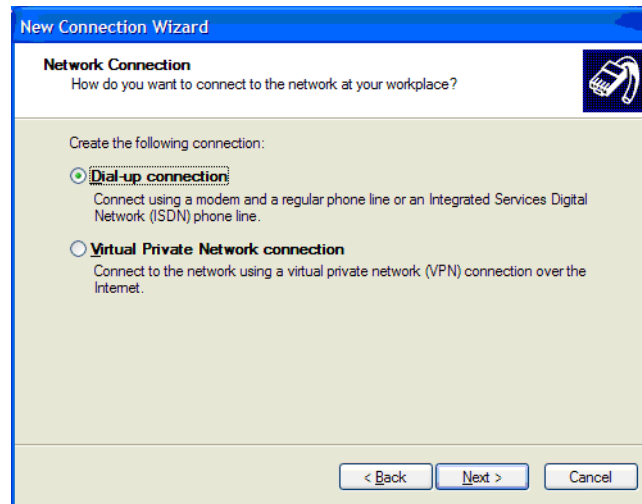 New Connection Wizard
Network Connection
How do you want to connect to the network at your workplace?
Create the following connection:
Dial-up connection
Connect using a modem and a regular phone line or an Integrated Services Digital
Network (ISDN) phone line.
Virtual Private Network connection
Connect to the network using a virtual private network (VPN) connection over the
Internet.
< Back
Next >
Cancel